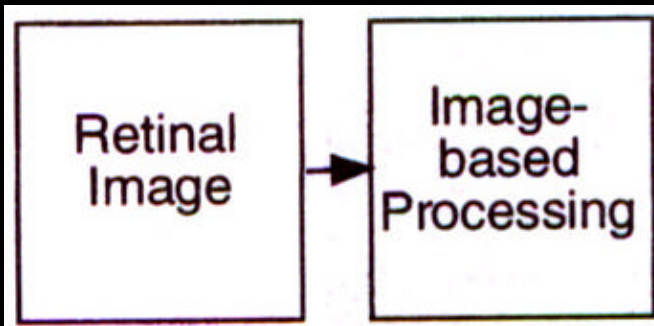 Retinal
Image
Image-
based
Processing